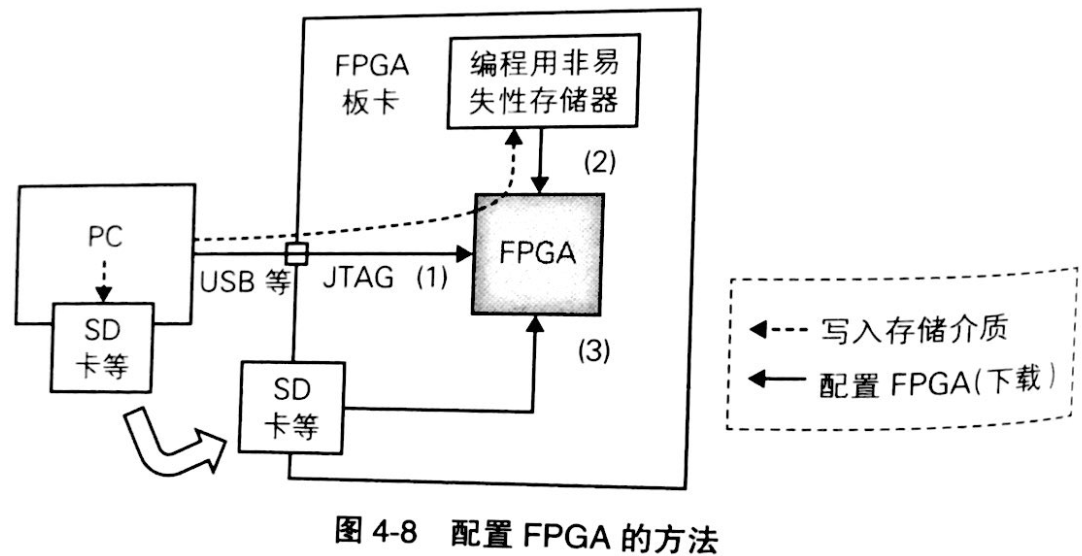 FPGA
板卡
编程用非易
失性存储器
(2)
PC
FPGA
USB 等
JTAG (1)
SD
卡等
(3)
SD
卡等
写入存储介质
配置 FPGA(下载)
图 4-8 配置 FPGA 的方法